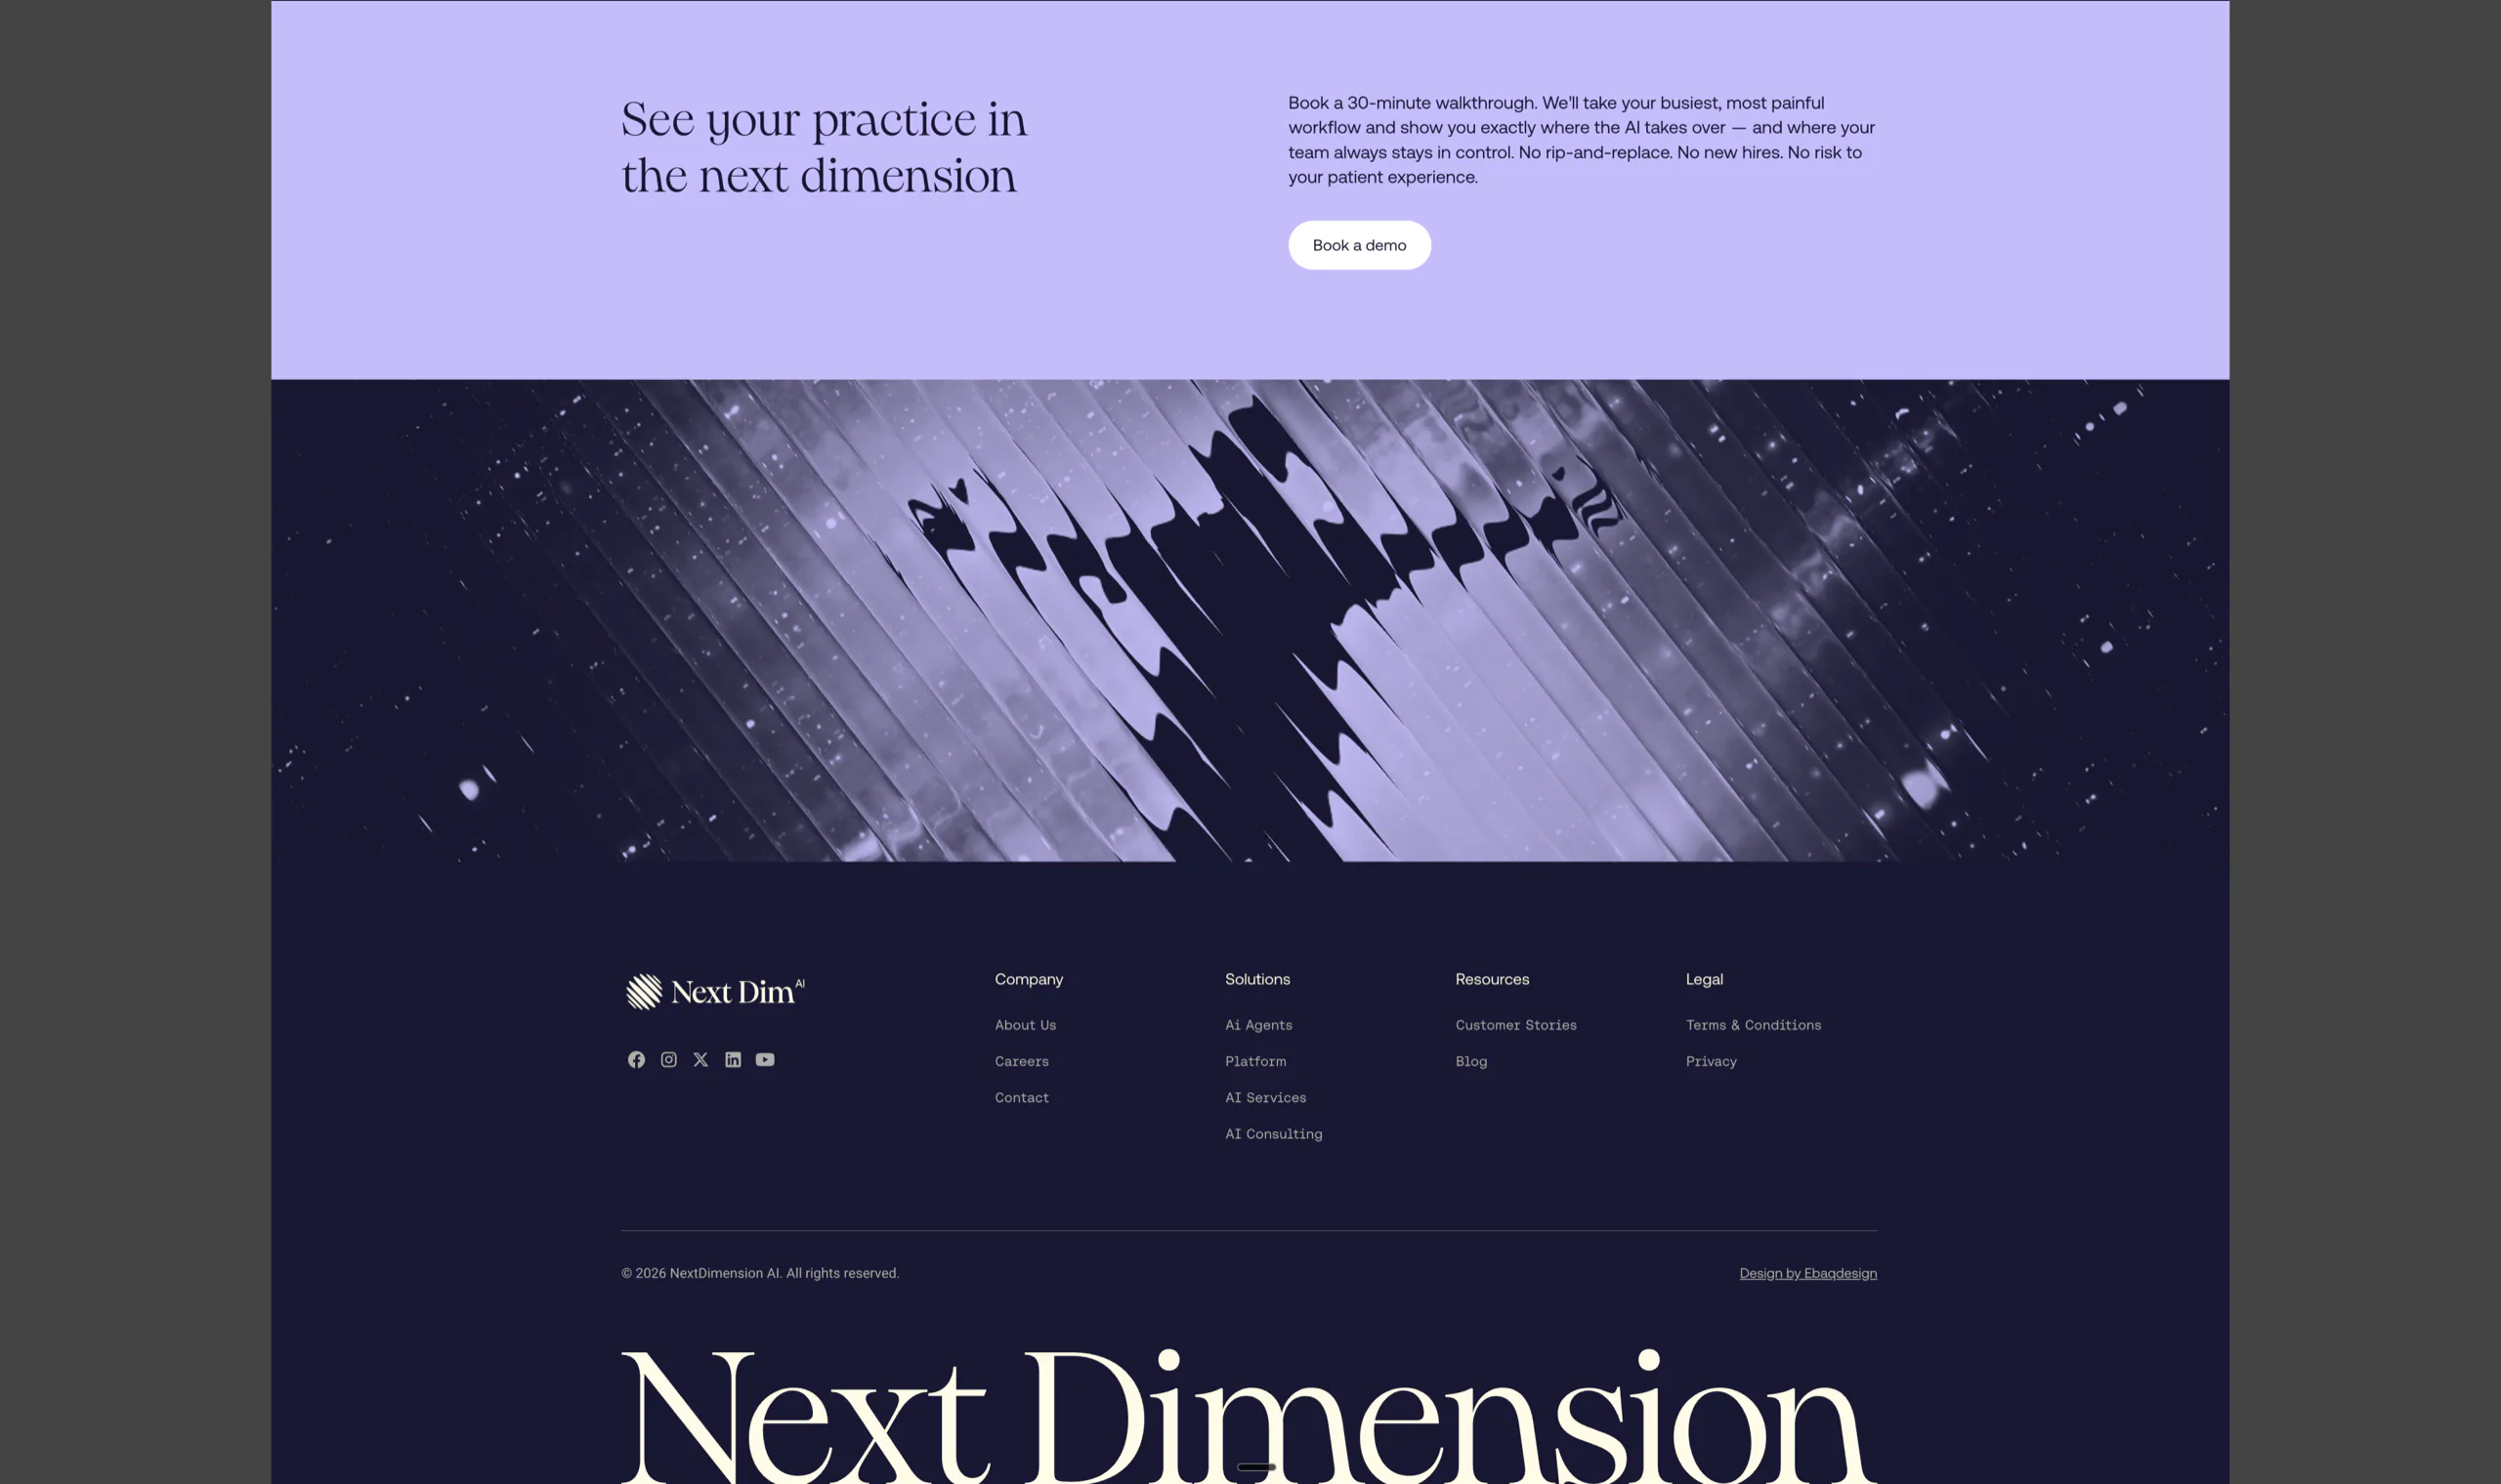 See your practice in
the next dimension
Book a 30-minute walkthrough. We'll take your busiest, most painful
workflow and show you exactly where the AI takes over — and where your
team always stays in control. No rip-and-replace. No new hires. No risk to
your patient experience.
Book a demo
Next Dim AI
Company
About Us
Careers
Contact
Solutions
Ai Agents
Platform
AI Services
AI Consulting
Resources
Customer Stories
Blog
Legal
Terms & Conditions
Privacy
© 2026 NextDimension AI. All rights reserved.
Design by Ebaqdesign
Next Dimension